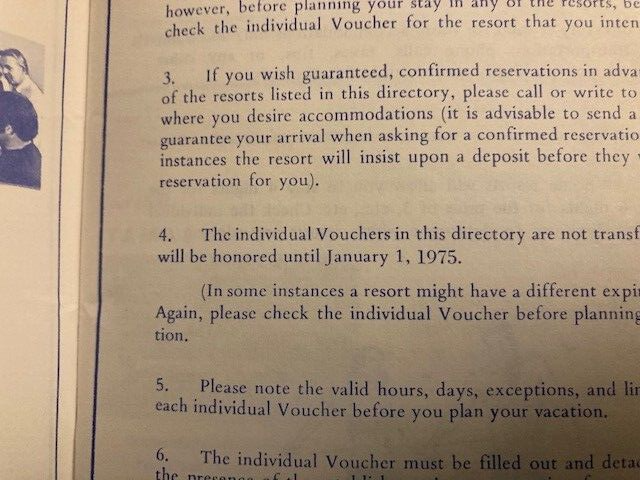 however, before planning your stay in any of the resorts, be
check the individual Voucher for the resort that you inten
3. If you wish guaranteed, confirmed reservations in adva
of the resorts listed in this directory, please call or write to
where you desire accommodations (it is advisable to send a
guarantee your arrival when asking for a confirmed reservatio
instances the resort will insist upon a deposit before they
reservation for you).
4. The individual Vouchers in this directory are not transf
will be honored until January 1, 1975.
(In some instances a resort might have a different expi
Again, please check the individual Voucher before planning
tion.
5. Please note the valid hours, days, exceptions, and lim
each individual Voucher before you plan your vacation.
6. The individual Voucher must be filled out and detac
the presence of